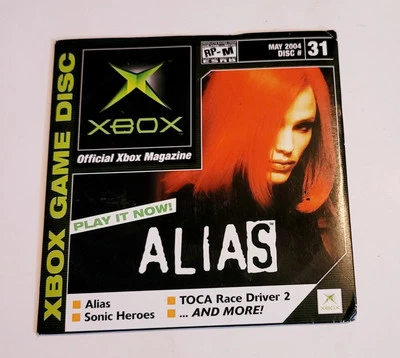 XBOX GAME DISC
RP-M
MAY 2004
DISC # 31
XBOX
Official Xbox Magazine
PLAY IT NOW!
ALIAS
Alias
Sonic Heroes
TOCA Race Driver 2
... AND MORE!
XBOX